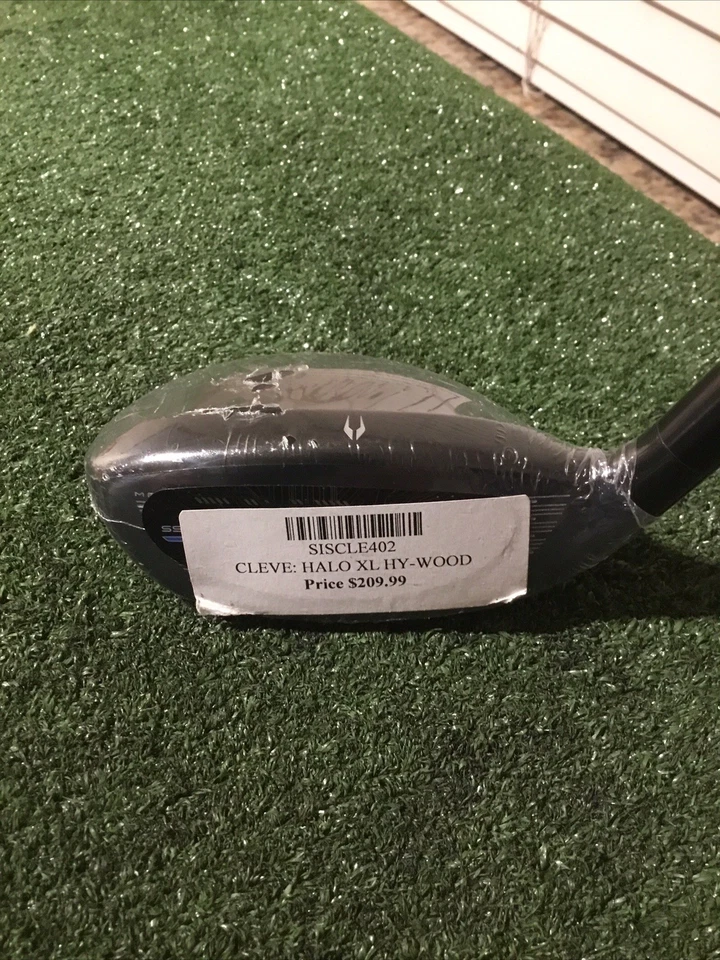 SISCLE402
CLEVE: HALO XL HY-WOOD
Price $209.99